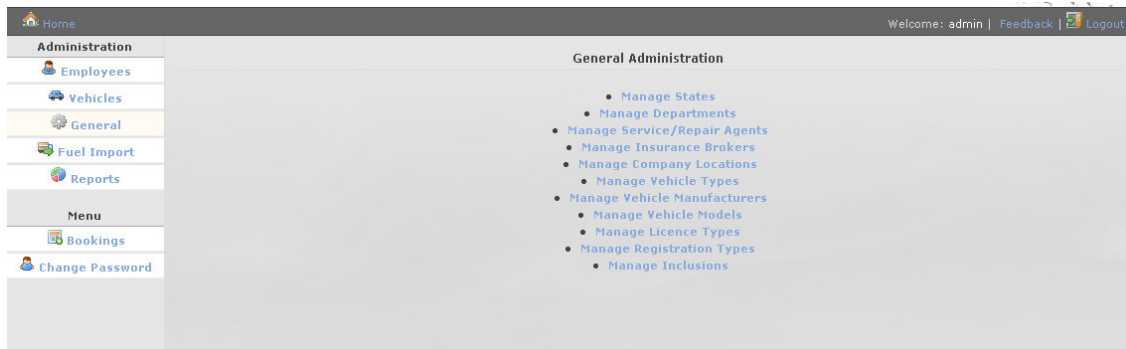 Home
Welcome: admin | Feedback | Logout
Administration
Employees
Vehicles
General
Fuel Import
Reports
Menu
Bookings
Change Password
General Administration
• Manage States
• Manage Departments
• Manage Service/Repair Agents
• Manage Insurance Brokers
• Manage Company Locations
• Manage Vehicle Types
• Manage Vehicle Manufacturers
• Manage Vehicle Models
• Manage Licence Types
• Manage Registration Types
• Manage Inclusions